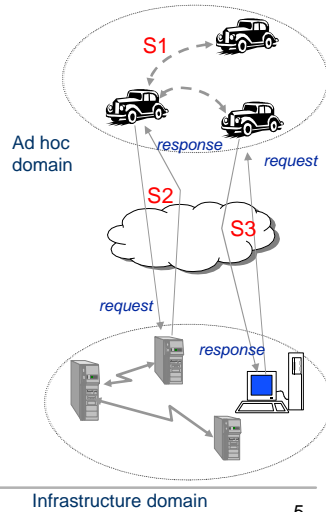 S1
Ad hoc
domain
response
request
S2
S3
request
response
Infrastructure domain
5